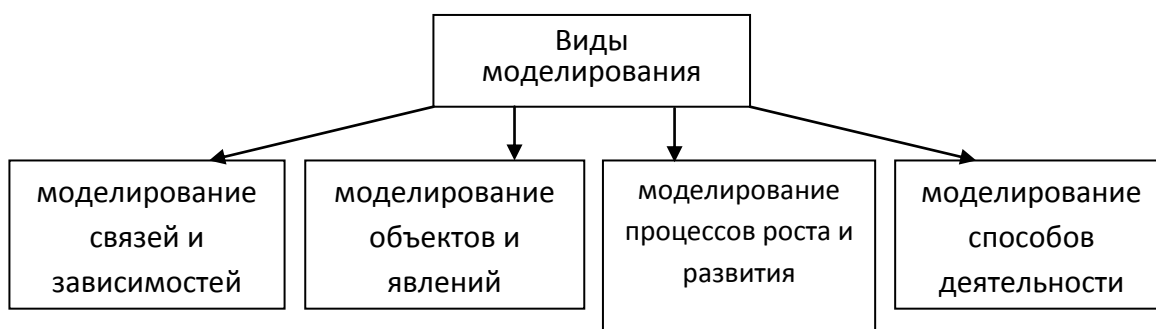 Виды
моделирования
моделирование
связей и
зависимостей
моделирование
объектов и
явлений
моделирование
процессов роста и
развития
моделирование
способов
деятельности